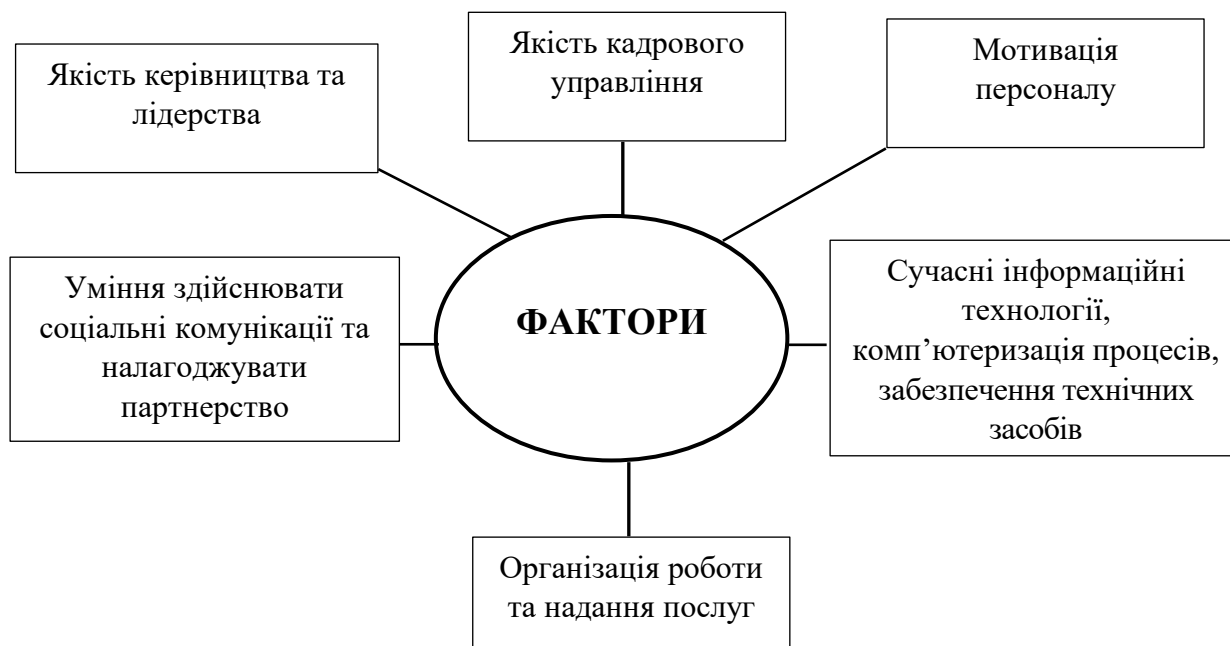 Якість керівництва та
лідерства
Якість кадрового
управління
Мотивація
персоналу
Уміння здійснювати
соціальні комунікації та
налагоджувати
партнерство
ФАКТОРИ
Сучасні інформаційні
технології,
комп’ютеризація процесів,
забезпечення технічних
засобів
Організація роботи
та надання послуг